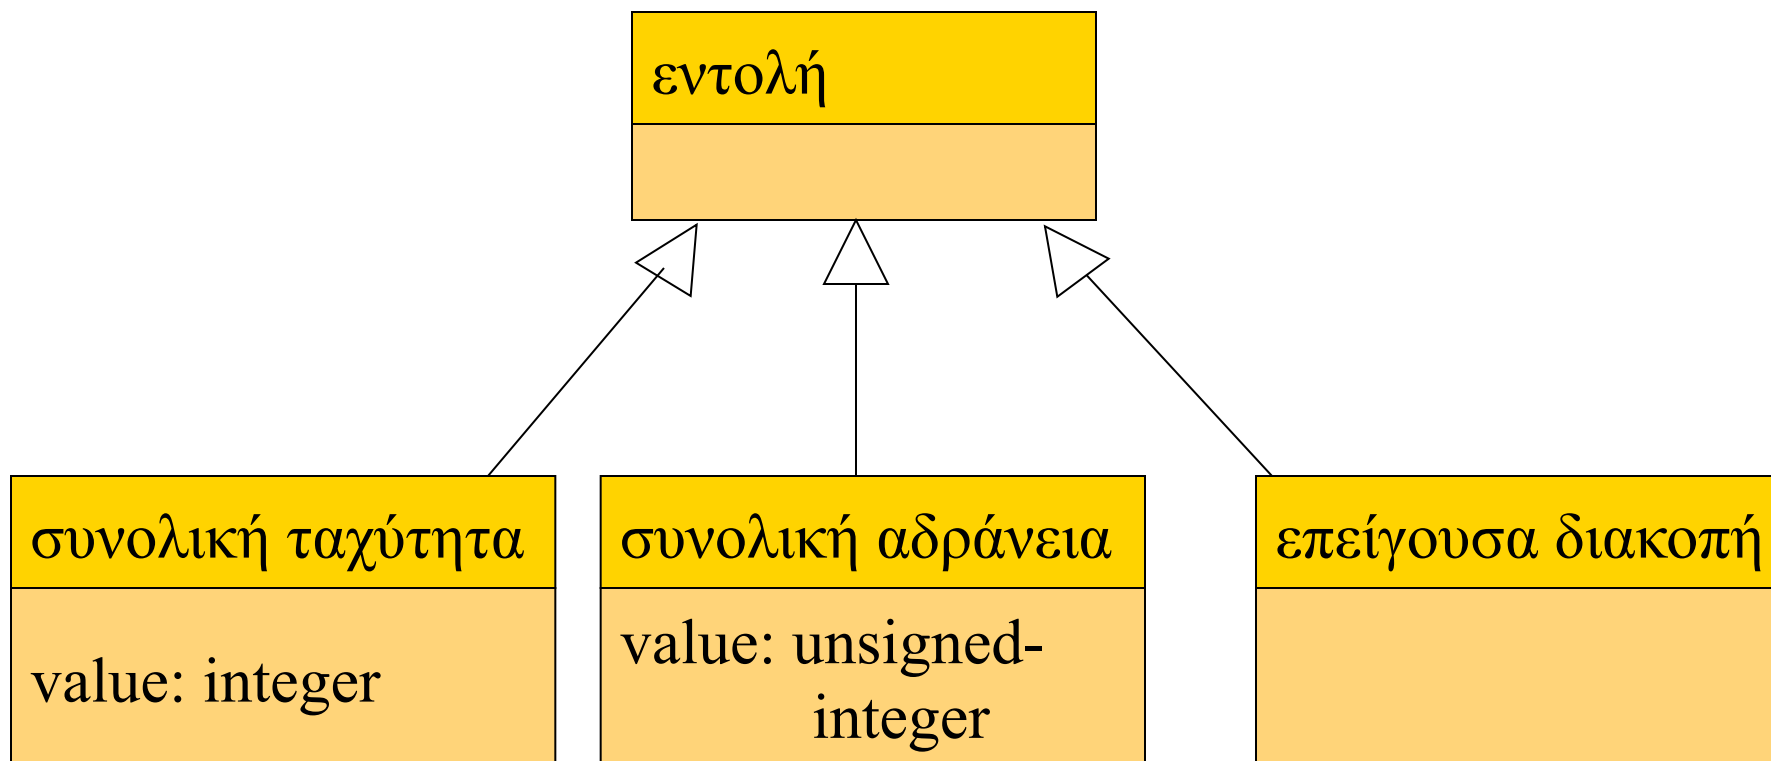 εντολή
συνολική ταχύτητα
value: integer
συνολική αδράνεια
value: unsigned-
integer
επείγουσα διακοπή